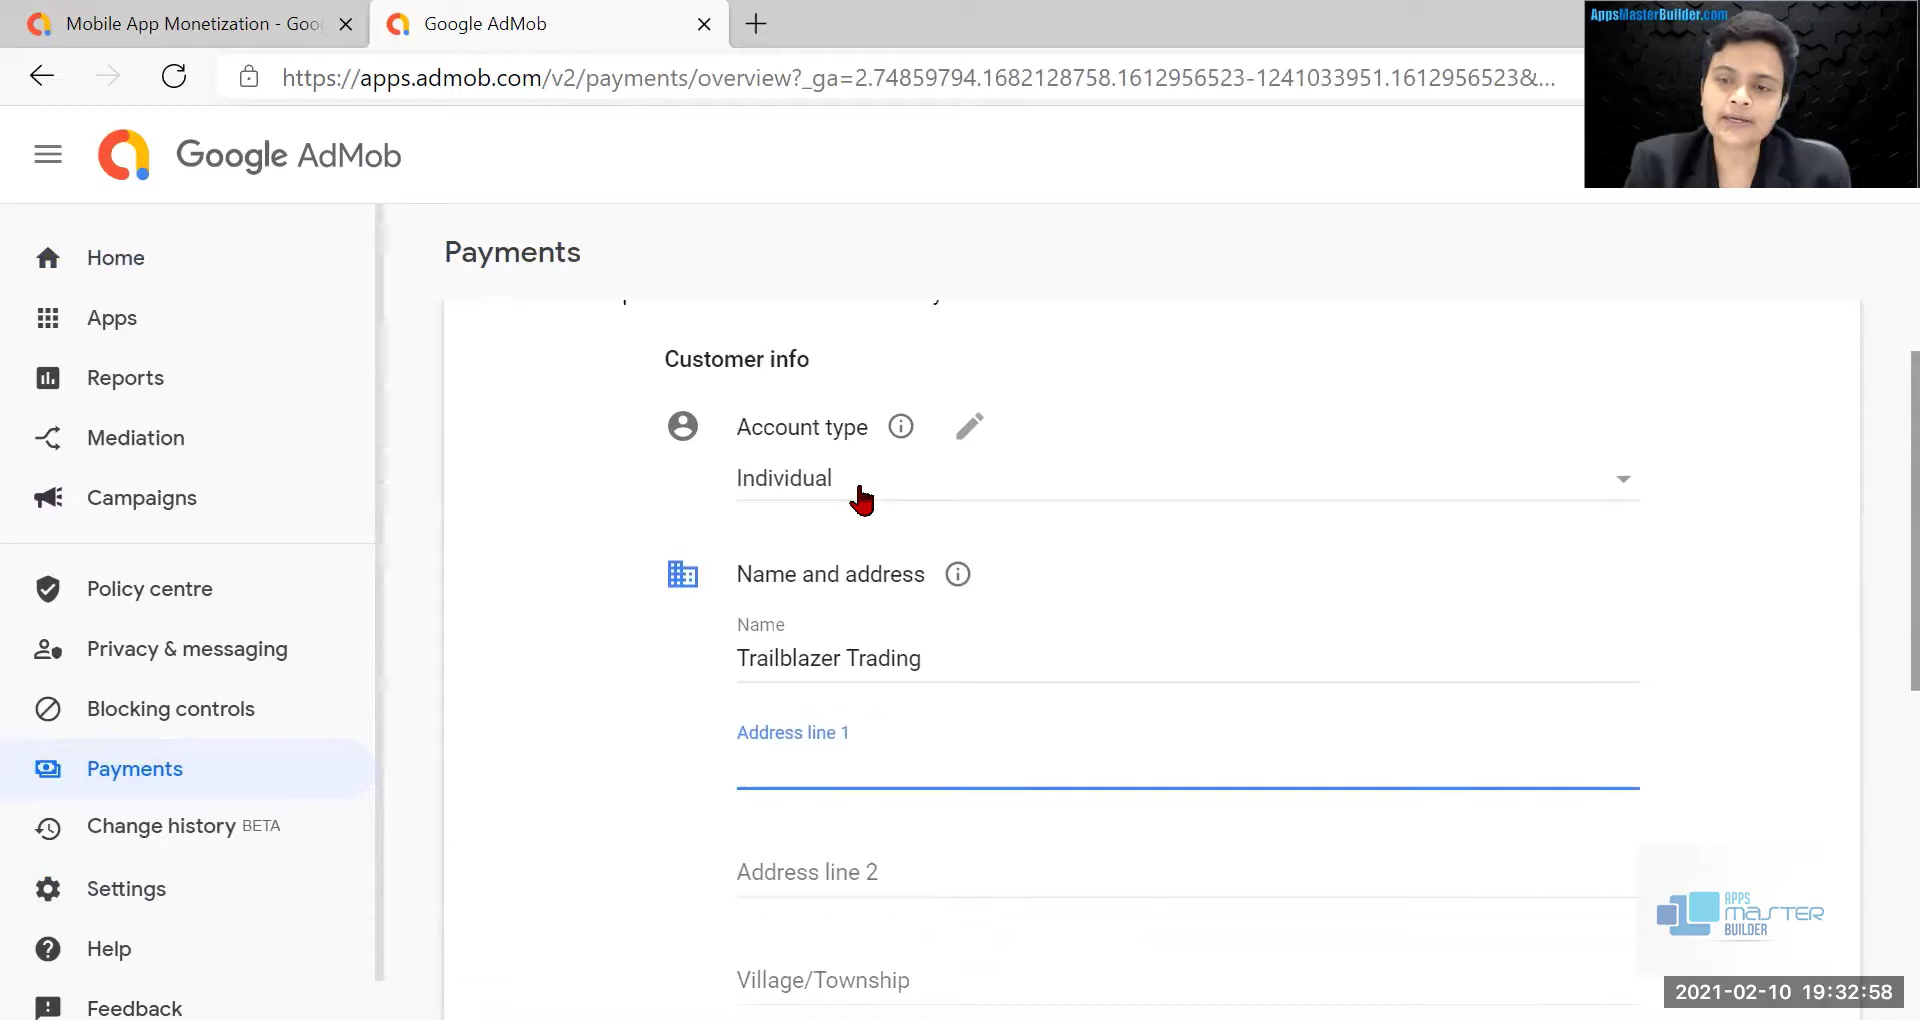 Mobile App Monetization - Goo
Google AdMob
https://apps.admob.com/v2/payments/overview?_ga=2.74859794.1682128758.1612956523-1241033951.1612956523&...
AppsMasterBuilder.com
Google AdMob
Home
Apps
Reports
Mediation
Campaigns
Policy centre
Privacy & messaging
Blocking controls
Payments
Change history BETA
Settings
Help
Feedback
Payments
Customer info
Account type
Individual
Name and address
Name
Trailblazer Trading
Address line 1
Address line 2
Village/Township
APPS
MASTER
BUILDER
2021-02-10 19:32:58